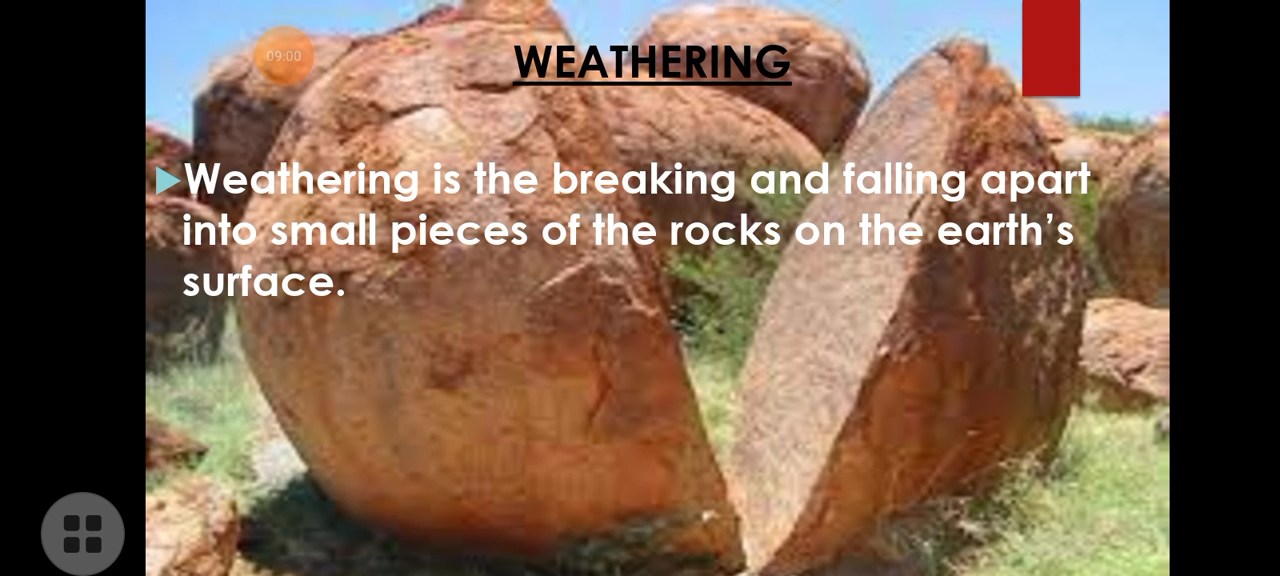 09:00
WEATHERING
Weathering is the breaking and falling apart
into small pieces of the rocks on the earth’s
surface.